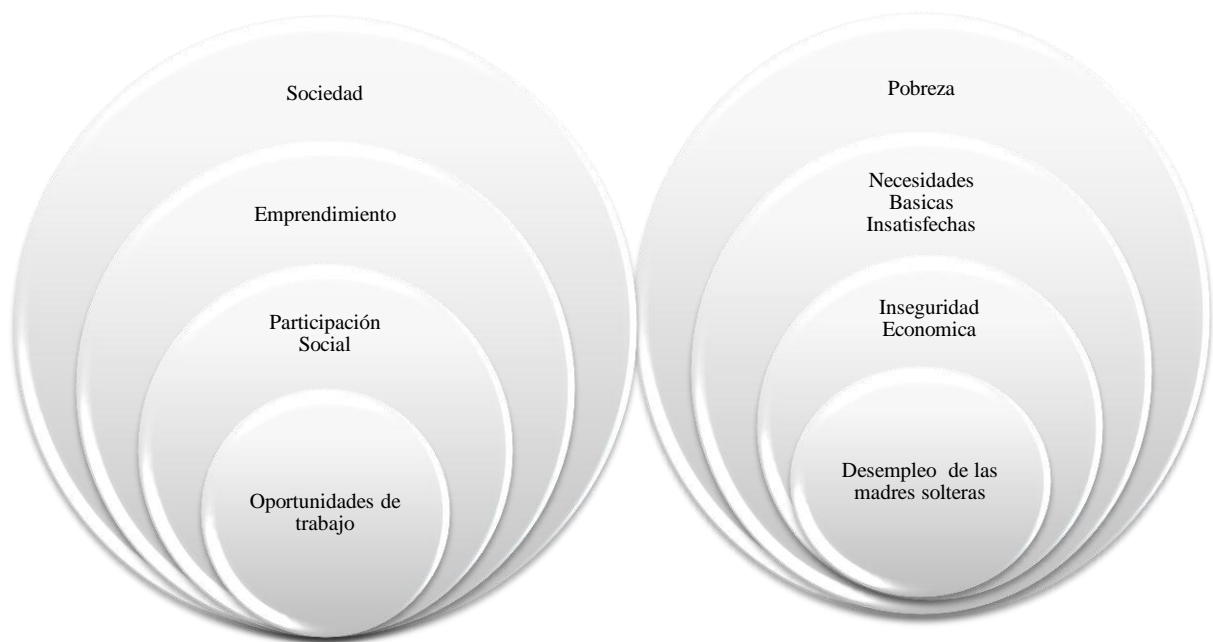 Sociedad
Emprendimiento
Participación
Social
Oportunidades de
trabajo
Pobreza
Necesidades
Basicas
Insatisfechas
Inseguridad
Economica
Desempleo de las
madres solteras